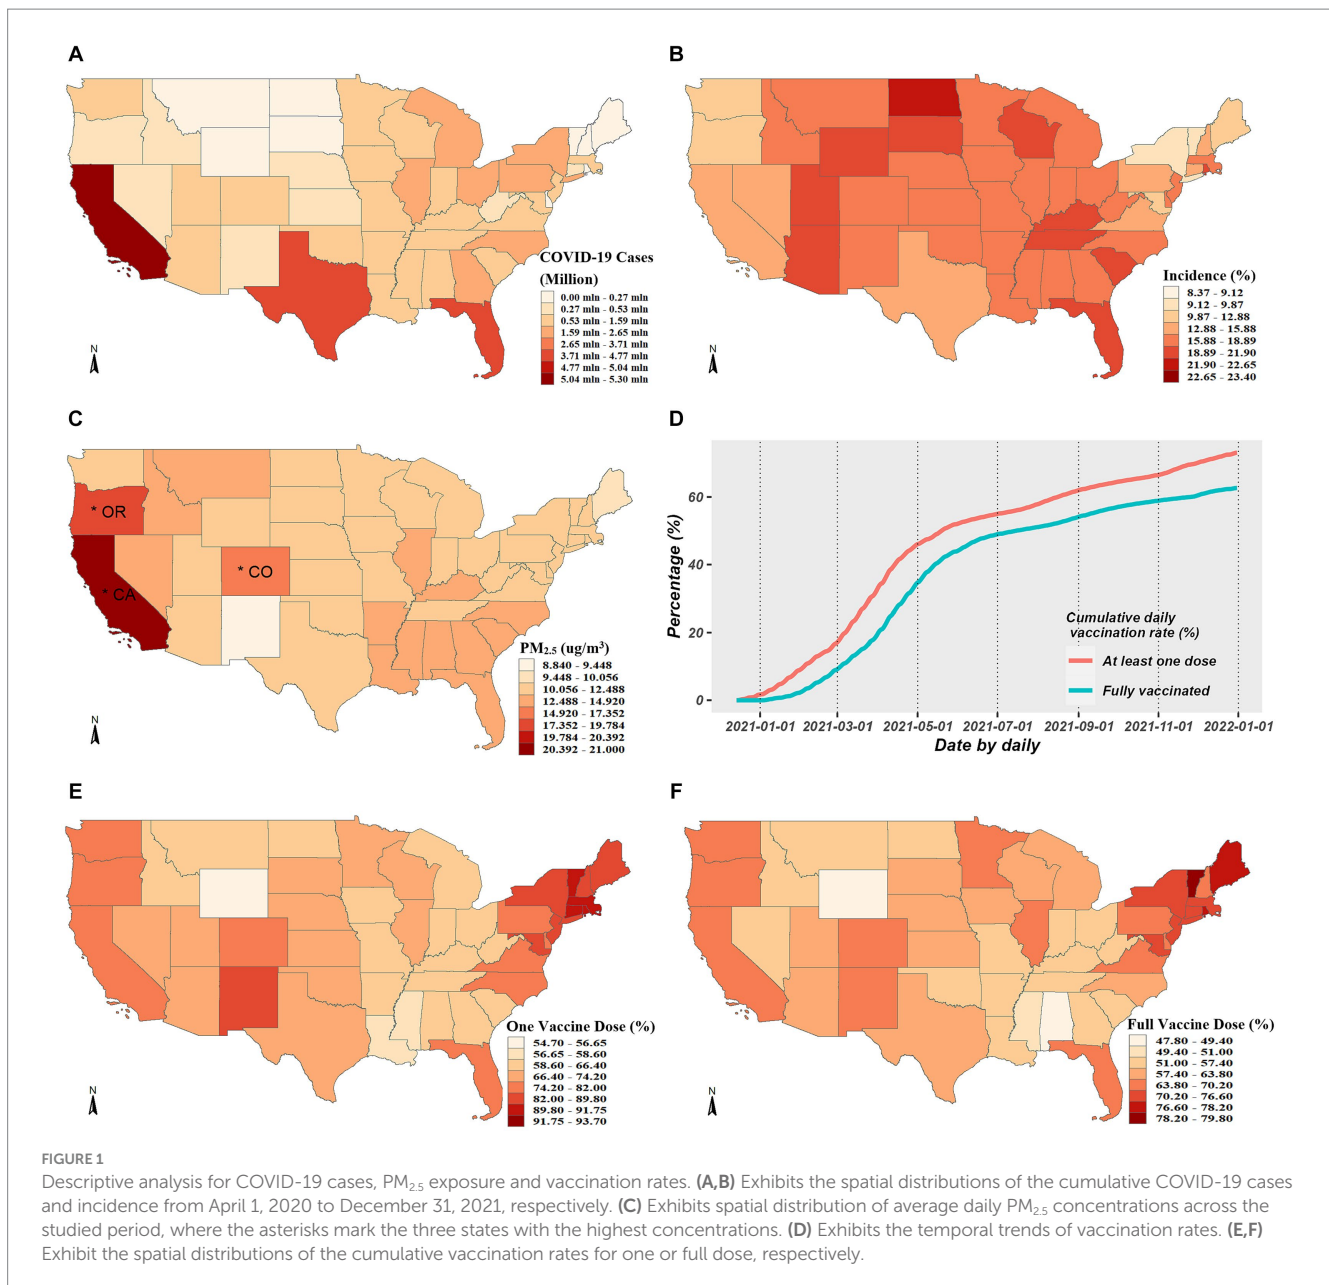 A
COVID-19 Cases
(Million)
0.00 mln - 0.27 mln
0.27 mln - 0.53 mln
0.53 mln - 1.59 mln
1.59 mln - 2.65 mln
2.65 mln - 3.71 mln
3.71 mln - 4.77 mln
4.77 mln - 5.04 mln
5.04 mln - 5.30 mln
N
B
Incidence (%)
8.37 - 9.12
9.12 - 9.87
9.87 - 12.88
12.88 - 15.88
15.88 - 18.89
18.89 - 21.90
21.90 - 22.65
22.65 - 23.40
N
C
* OR
* CO
* CA
PM2.5 (ug/m³)
8.840 - 9.448
9.448 - 10.056
10.056 - 12.488
12.488 - 14.920
14.920 - 17.352
17.352 - 19.784
19.784 - 20.392
20.392 - 21.000
N
D
Percentage (%)
60
40
20
0
Cumulative daily
vaccination rate (%)
At least one dose
Fully vaccinated
2021-01-01 2021-03-01 2021-05-01 2021-07-01 2021-09-01 2021-11-01 2022-01-01
Date by daily
E
One Vaccine Dose (%)
54.70 - 56.65
56.65 - 58.60
58.60 - 66.40
66.40 - 74.20
74.20 - 82.00
82.00 - 89.80
89.80 - 91.75
91.75 - 93.70
N
F
Full Vaccine Dose (%)
47.80 - 49.40
49.40 - 51.00
51.00 - 57.40
57.40 - 63.80
63.80 - 70.20
70.20 - 76.60
76.60 - 78.20
78.20 - 79.80
N
FIGURE 1
Descriptive analysis for COVID-19 cases, PM2.5 exposure and vaccination rates. (A,B) Exhibits the spatial distributions of the cumulative COVID-19 cases
and incidence from April 1, 2020 to December 31, 2021, respectively. (C) Exhibits spatial distribution of average daily PM2.5 concentrations across the
studied period, where the asterisks mark the three states with the highest concentrations. (D) Exhibits the temporal trends of vaccination rates. (E,F)
Exhibit the spatial distributions of the cumulative vaccination rates for one or full dose, respectively.